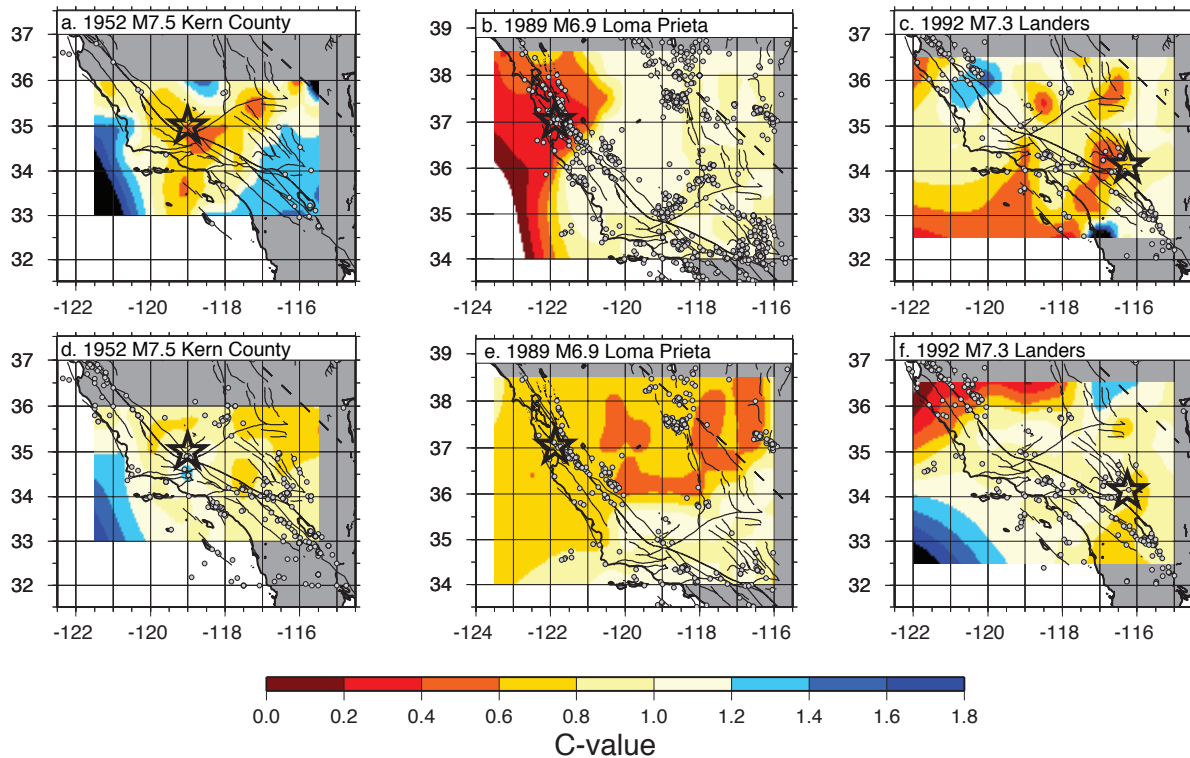 a. 1952 M7.5 Kern County
37
36
35
34
33
32
-122 -120 -118 -116
b. 1989 M6.9 Loma Prieta
39
38
37
36
35
34
-124 -122 -120 -118 -116
c. 1992 M7.3 Landers
37
36
35
34
33
32
-122 -120 -118 -116
d. 1952 M7.5 Kern County
37
36
35
34
33
32
-122 -120 -118 -116
e. 1989 M6.9 Loma Prieta
39
38
37
36
35
34
-124 -122 -120 -118 -116
f. 1992 M7.3 Landers
37
36
35
34
33
32
-122 -120 -118 -116
0.0 0.2 0.4 0.6 0.8 1.0 1.2 1.4 1.6 1.8
C-value